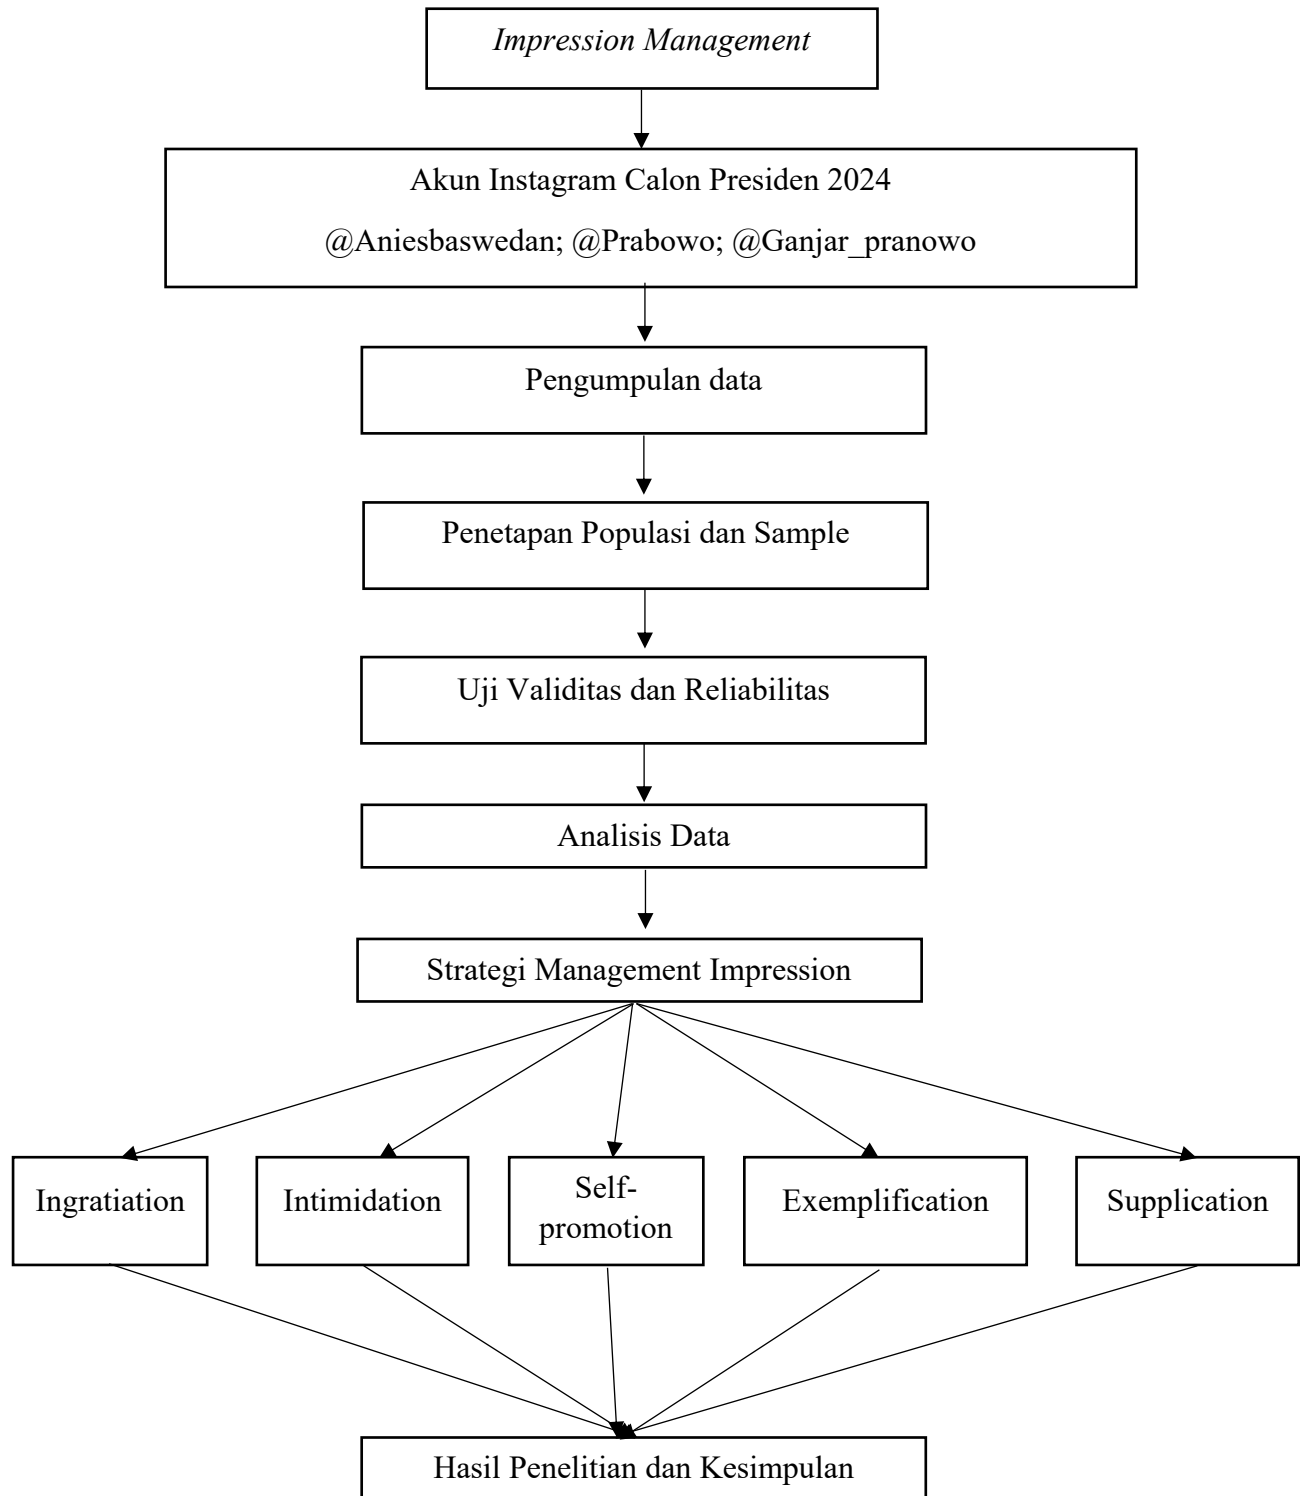 Impression Management
Akun Instagram Calon Presiden 2024
@Aniesbaswedan; @Prabowo; @Ganjar_pranowo
Pengumpulan data
Penetapan Populasi dan Sample
Uji Validitas dan Reliabilitas
Analisis Data
Strategi Management Impression
Ingratiation
Intimidation
Self-
promotion
Exemplification
Supplication
Hasil Penelitian dan Kesimpulan